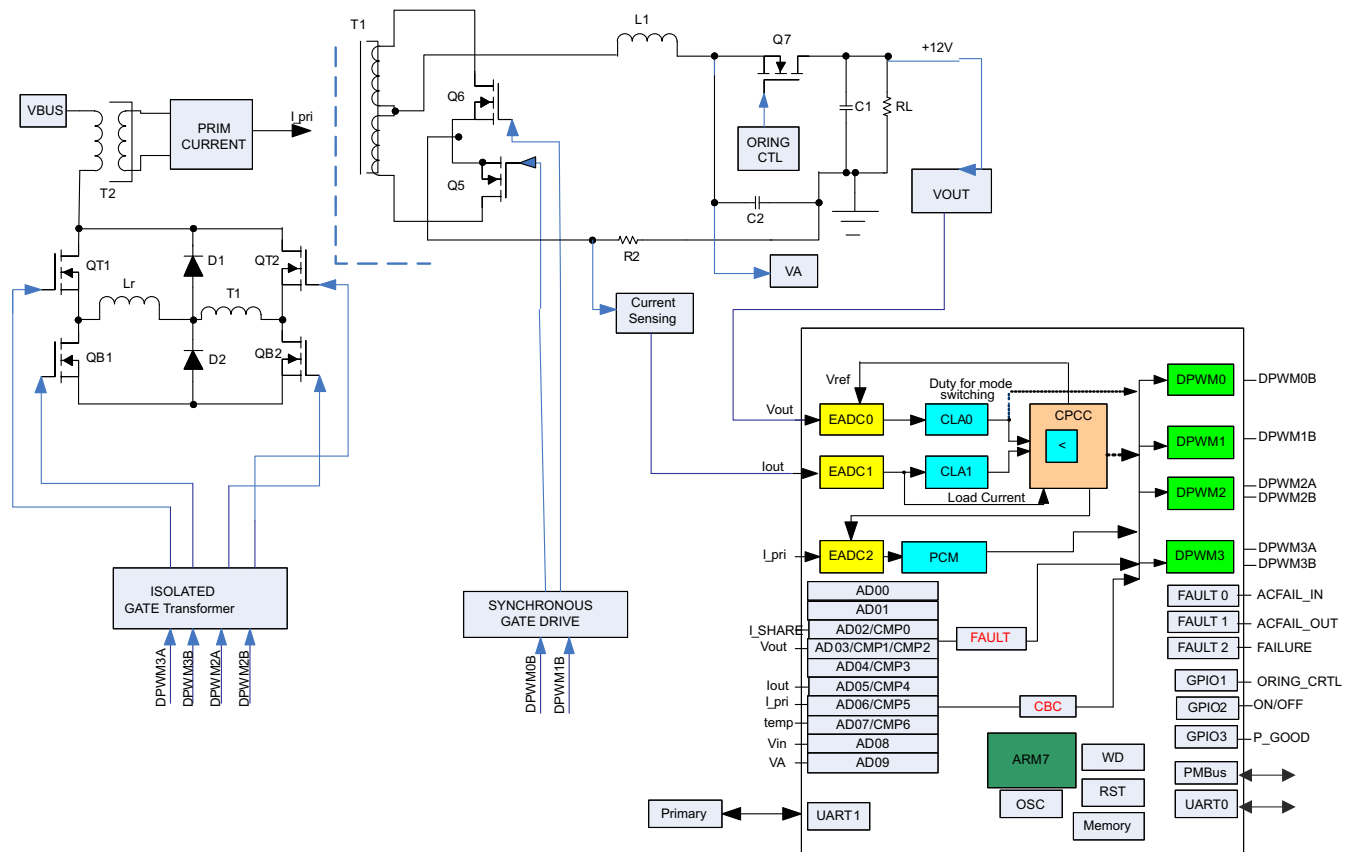 T1
L1
Q7
+12V
VBUS
PRIM
CURRENT
I_pri
T2
Q6
Q5
C1
RL
ORING
CTL
VOUT
C2
R2
VA
QT1
D1
QT2
Lr
T1
QB1
D2
QB2
Current
Sensing
Vref
Duty for mode
switching
Vout
EADC0
CLA0
CPCC
<
Iout
EADC1
CLA1
Load Current
I_pri
EADC2
PCM
DPWM0
DPWM0B
DPWM1
DPWM1B
DPWM2
DPWM2A
DPWM2B
DPWM3
DPWM3A
DPWM3B
AD00
AD01
I_SHARE
AD02/CMP0
Vout
AD03/CMP1/CMP2
AD04/CMP3
Iout
AD05/CMP4
I_pri
AD06/CMP5
temp
AD07/CMP6
Vin
AD08
VA
AD09
FAULT
CBC
FAULT 0
ACFAIL_IN
FAULT 1
ACFAIL_OUT
FAULT 2
FAILURE
GPIO1
ORING_CRTL
GPIO2
ON/OFF
GPIO3
P_GOOD
ARM7
WD
OSC
RST
Memory
PMBus
UART0
Primary
UART1
ISOLATED
GATE Transformer
DPWM3A
DPWM3B
DPWM2A
DPWM2B
SYNCHRONOUS
GATE DRIVE
DPWM0B
DPWM1B